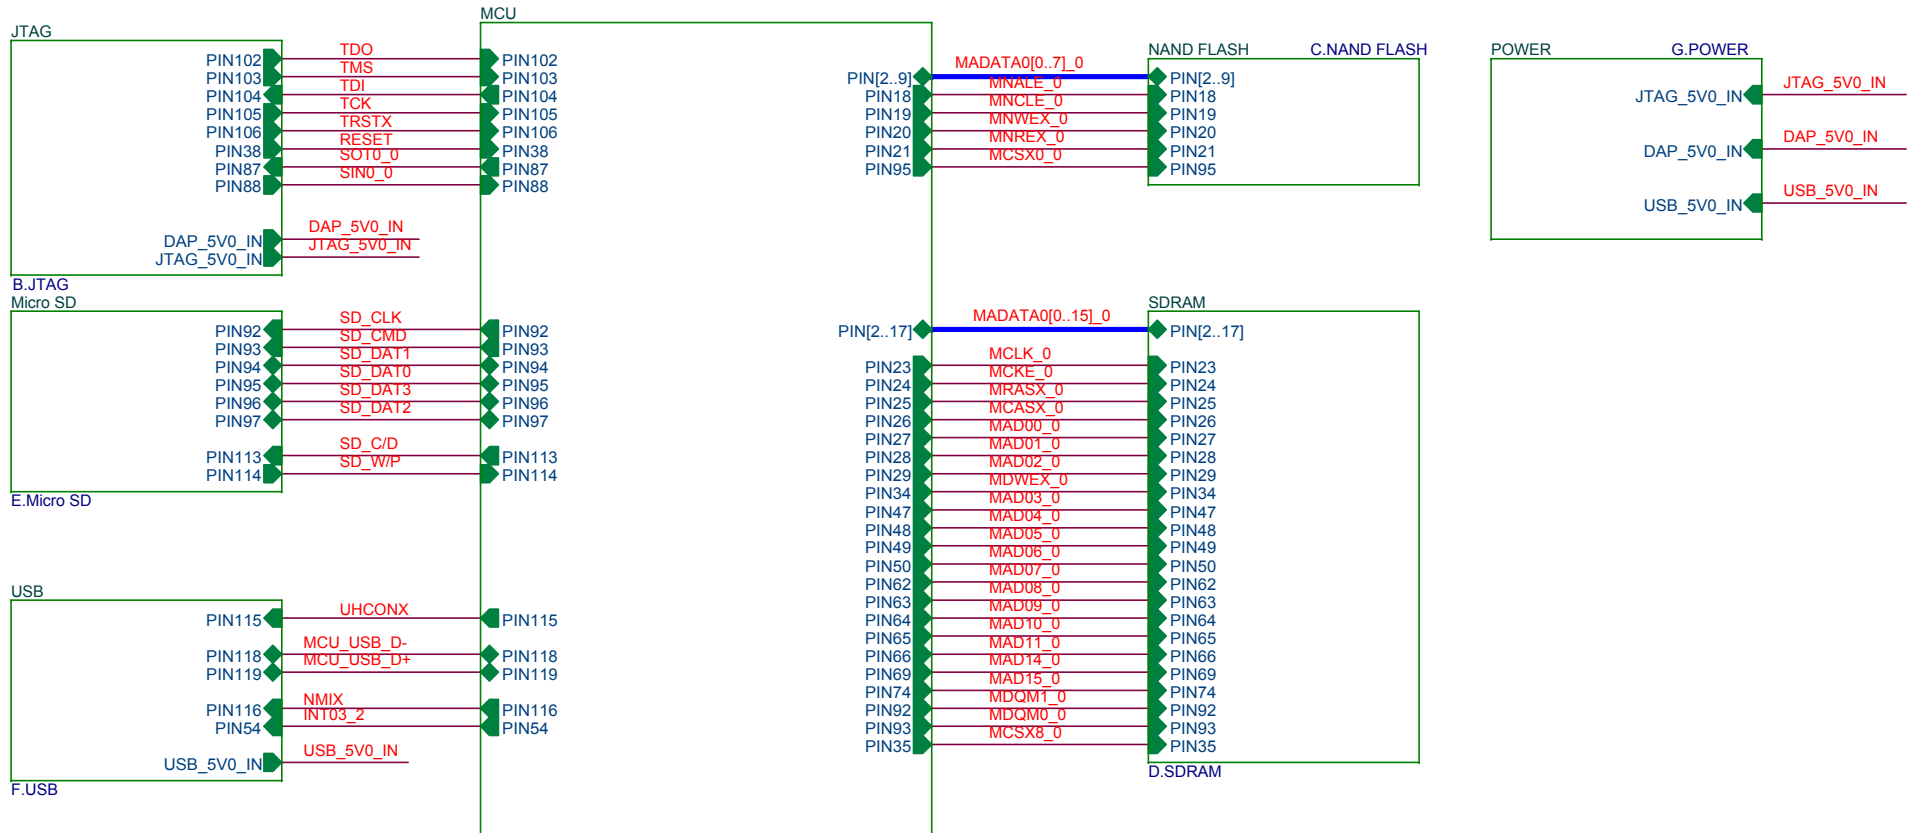 MCU
JTAG
PIN102 TDO PIN102
PIN103 TMS PIN103
PIN104 TDI PIN104
PIN105 TCK PIN105
PIN106 TRSTX PIN106
PIN38 RESET PIN38
PIN87 SOT0_0 PIN87
PIN88 SIN0_0 PIN88
DAP_5V0_IN DAP_5V0_IN
JTAG_5V0_IN JTAG_5V0_IN
B.JTAG
Micro SD
PIN92 SD_CLK PIN92
PIN93 SD_CMD PIN93
PIN94 SD_DAT1 PIN94
PIN95 SD_DAT0 PIN95
PIN96 SD_DAT3 PIN96
PIN97 SD_DAT2 PIN97
PIN113 SD_C/D PIN113
PIN114 SD_W/P PIN114
E.Micro SD
USB
PIN115 UHCONX PIN115
PIN118 MCU_USB_D- PIN118
PIN119 MCU_USB_D+ PIN119
PIN116 NMIX PIN116
PIN54 INT03_2 PIN54
USB_5V0_IN USB_5V0_IN
F.USB
NAND FLASH C.NAND FLASH
PIN[2..9] MADATA0[0..7]_0 PIN[2..9]
PIN18 MNALE_0 PIN18
PIN19 MNCLE_0 PIN19
PIN20 MNWEX_0 PIN20
PIN21 MNREX_0 PIN21
PIN95 MCSX0_0 PIN95
SDRAM
PIN[2..17] MADATA0[0..15]_0 PIN[2..17]
PIN23 MCLK_0 PIN23
PIN24 MCKE_0 PIN24
PIN25 MRASX_0 PIN25
PIN26 MCASX_0 PIN26
PIN27 MAD00_0 PIN27
PIN28 MAD01_0 PIN28
PIN29 MAD02_0 PIN29
PIN34 MDWEX_0 PIN34
PIN47 MAD03_0 PIN47
PIN48 MAD04_0 PIN48
PIN49 MAD05_0 PIN49
PIN50 MAD06_0 PIN50
PIN62 MAD07_0 PIN62
PIN63 MAD08_0 PIN63
PIN64 MAD09_0 PIN64
PIN65 MAD10_0 PIN65
PIN66 MAD11_0 PIN66
PIN69 MAD14_0 PIN69
PIN74 MAD15_0 PIN74
PIN92 MDQM1_0 PIN92
PIN93 MDQM0_0 PIN93
PIN35 MCSX8_0 PIN35
D.SDRAM
POWER G.POWER
JTAG_5V0_IN JTAG_5V0_IN
DAP_5V0_IN DAP_5V0_IN
USB_5V0_IN USB_5V0_IN